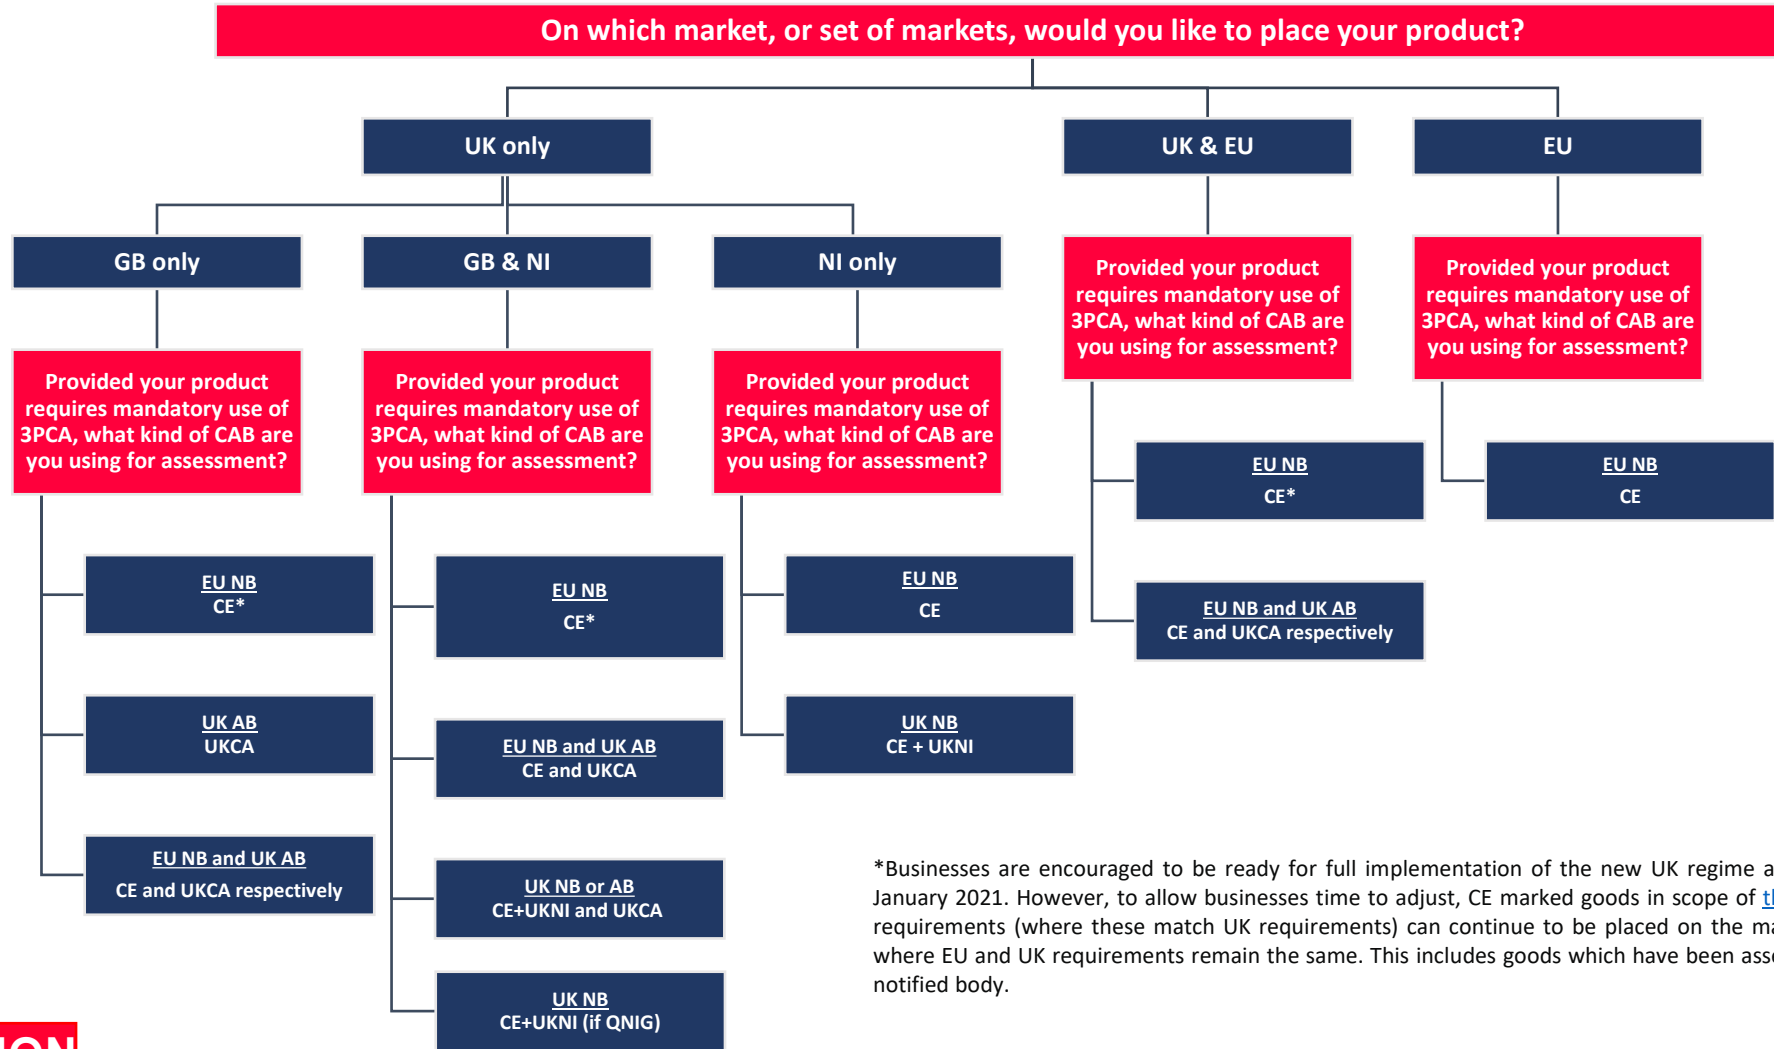 On which market, or set of markets, would you like to place your product?
UK only
UK & EU
EU
GB only
GB & NI
NI only
Provided your product
requires mandatory use of
3PCA, what kind of CAB are
you using for assessment?
Provided your product
requires mandatory use of
3PCA, what kind of CAB are
you using for assessment?
Provided your product
requires mandatory use of
3PCA, what kind of CAB are
you using for assessment?
Provided your product
requires mandatory use of
3PCA, what kind of CAB are
you using for assessment?
Provided your product
requires mandatory use of
3PCA, what kind of CAB are
you using for assessment?
EU NB
CE*
UK AB
UKCA
EU NB and UK AB
CE and UKCA respectively
EU NB
CE*
EU NB and UK AB
CE and UKCA
UK NB or AB
CE+UKNI and UKCA
UK NB
CE+UKNI (if QNIG)
EU NB
CE
UK NB
CE + UKNI
EU NB
CE*
EU NB and UK AB
CE and UKCA respectively
EU NB
CE
*Businesses are encouraged to be ready for full implementation of the new UK regime
January 2021. However, to allow businesses time to adjust, CE marked goods in scope of
requirements (where these match UK requirements) can continue to be placed on the
where EU and UK requirements remain the same. This includes goods which have been
notified body.